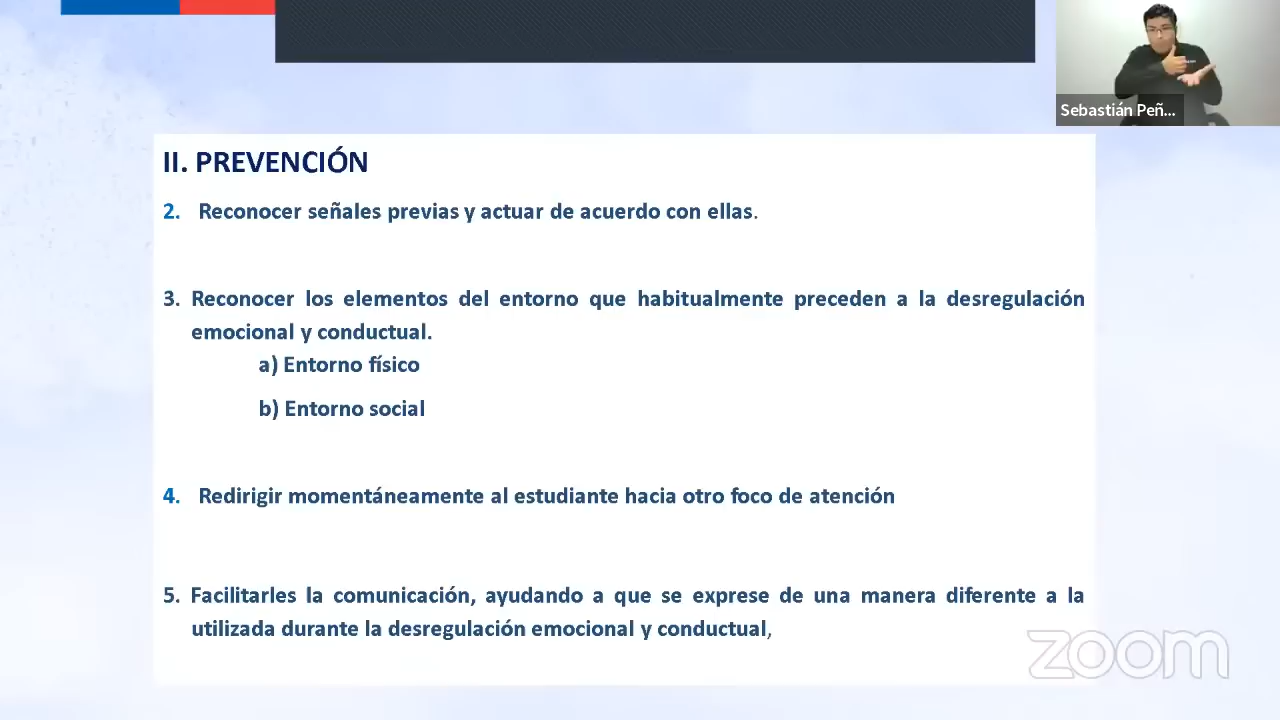 Sebastián Peñ...
II. PREVENCIÓN
2. Reconocer señales previas y actuar de acuerdo con ellas.
3. Reconocer los elementos del entorno que habitualmente preceden a la desregulación
emocional y conductual.
a) Entorno físico
b) Entorno social
4. Redirigir momentáneamente al estudiante hacia otro foco de atención
5. Facilitarles la comunicación, ayudando a que se exprese de una manera diferente a la
utilizada durante la desregulación emocional y conductual,
zoom